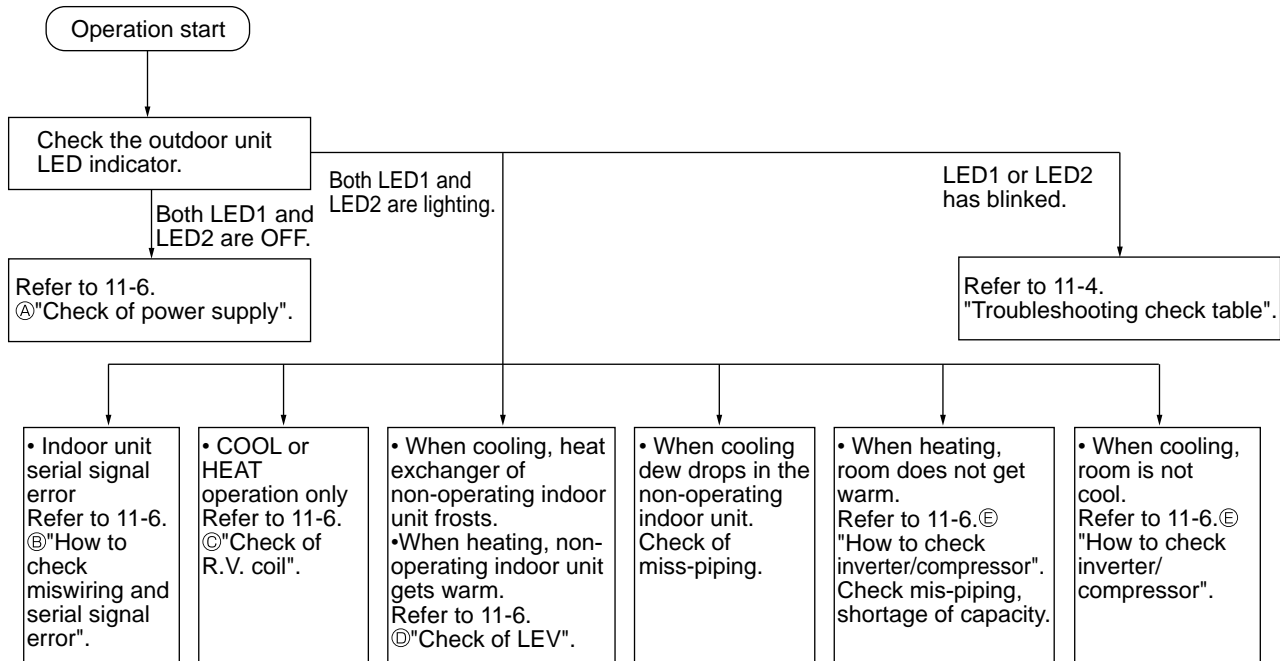 Operation start
Check the outdoor unit
LED indicator.
Both LED1 and
LED2 are OFF.
Both LED1 and
LED2 are lighting.
LED1 or LED2
has blinked.
Refer to 11-6.
Ⓐ"Check of power supply".
Refer to 11-4.
"Troubleshooting check table".
• Indoor unit
serial signal
error
Refer to 11-6.
Ⓑ"How to
check
miswiring and
serial signal
error".
• COOL or
HEAT
operation only
Refer to 11-6.
Ⓒ"Check of
R.V. coil".
• When cooling, heat
exchanger of
non-operating indoor
unit frosts.
•When heating, non-
operating indoor unit
gets warm.
Refer to 11-6.
Ⓓ"Check of LEV".
• When cooling
dew drops in the
non-operating
indoor unit.
Check of
miss-piping.
• When heating,
room does not get
warm.
Refer to 11-6.Ⓔ
"How to check
inverter/compressor".
Check mis-piping,
shortage of capacity.
• When cooling,
room is not
cool.
Refer to 11-6.Ⓔ
"How to check
inverter/
compressor".